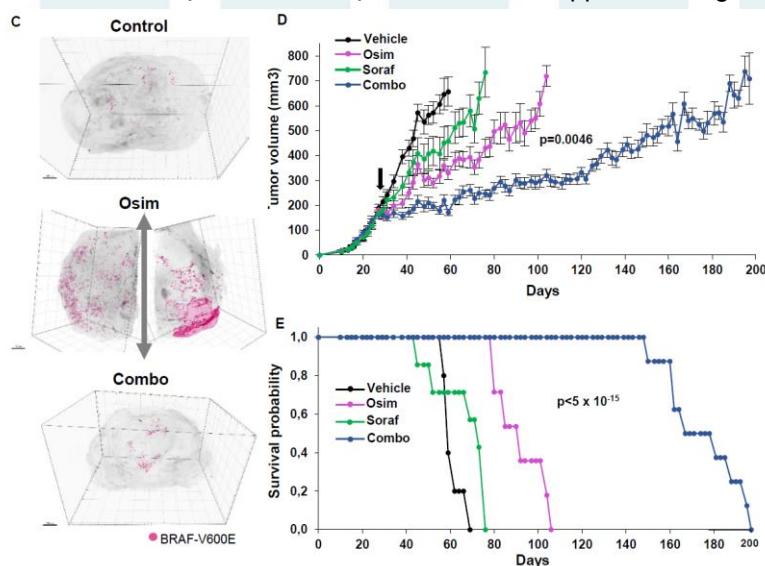 C
Control
Osim
Combo
BRAF-V600E
D
Vehicle
Osim
Soraf
Combo
p=0.0046
umor volume (mm3)
800
700
600
500
400
300
200
100
0
0 20 40 60 80 100 120 140 160 180 200
Days
E
Vehicle
Osim
Soraf
Combo
p<5 x 10-15
Survival probability
1,0
0,8
0,6
0,4
0,2
0,0
0 20 40 60 80 100 120 140 160 180 200
Days